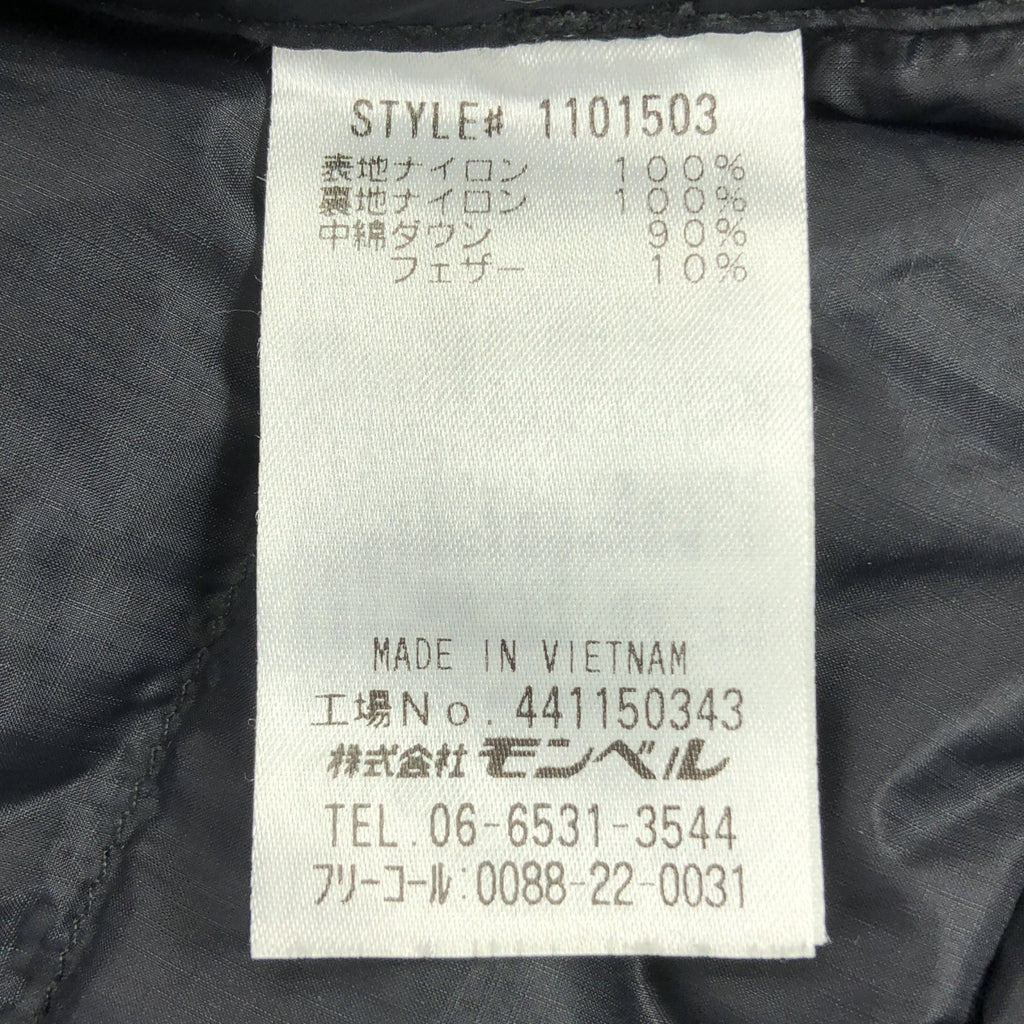 STYLE# 1101503
表地ナイロン 100%
裏地ナイロン 100%
中綿ダウン 90%
フェザー 10%
MADE IN VIETNAM
工場No. 441150343
株式会社モンベル
TEL. 06-6531-3544
フリーコール:0088-22-0031